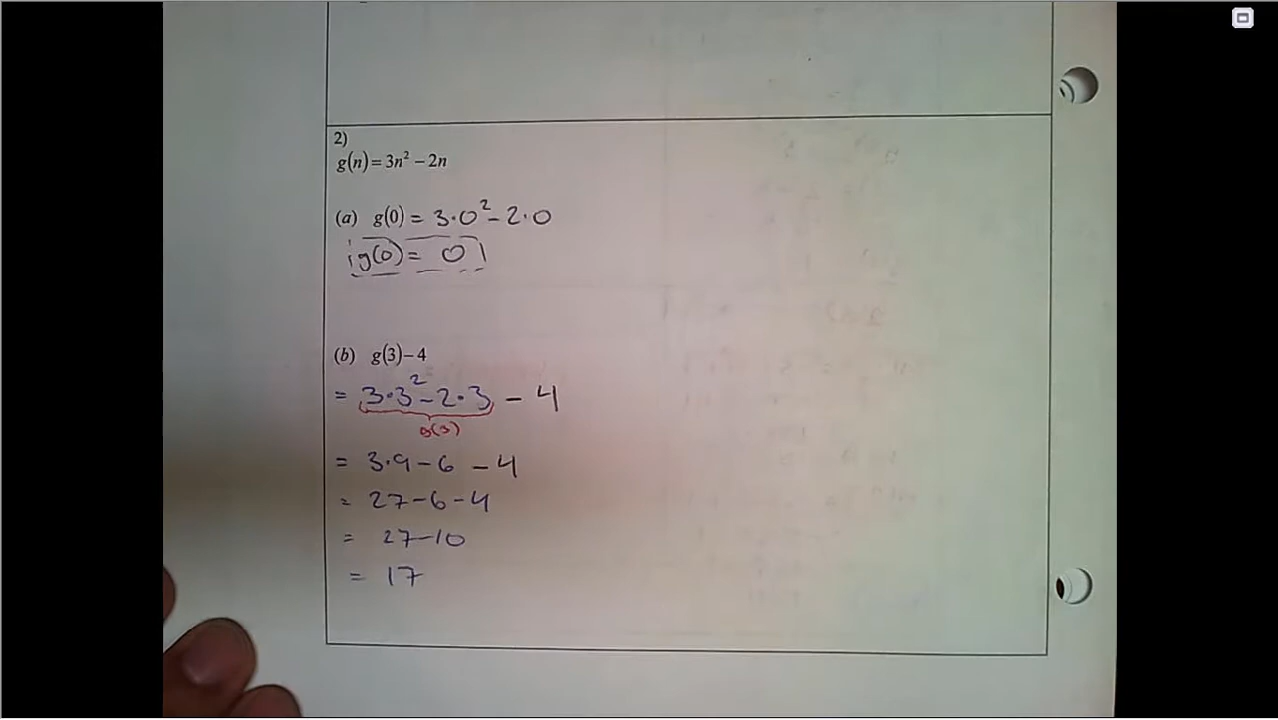 2)
g(n) = 3n² – 2n
(a) g(0) = 3·0² – 2·0
g(0) = 0
(b) g(3) – 4
= 3·3² – 2·3 – 4
g(3)
= 3·9 – 6 – 4
= 27 – 6 – 4
= 27 – 10
= 17